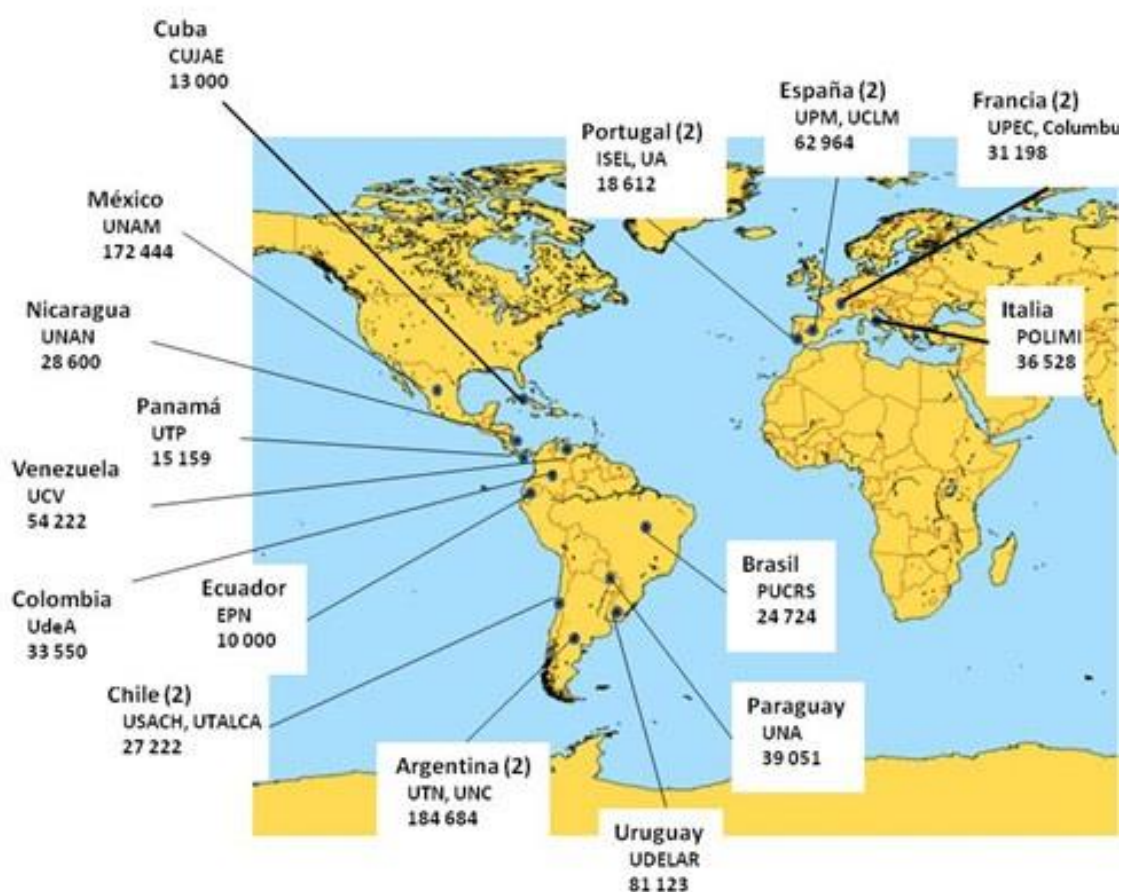 Cuba
CUJAE
13 000
España (2)
UPM, UCLM
62 964
Francia (2)
UPEC, Columbu
31 198
Portugal (2)
ISEL, UA
18 612
México
UNAM
172 444
Nicaragua
UNAN
28 600
Italia
POLIMI
36 528
Panamá
UTP
15 159
Venezuela
UCV
54 222
Colombia
UdeA
33 550
Ecuador
EPN
10 000
Brasil
PUCRS
24 724
Chile (2)
USACH, UTALCA
27 222
Paraguay
UNA
39 051
Argentina (2)
UTN, UNC
184 684
Uruguay
UDELAR
81 123